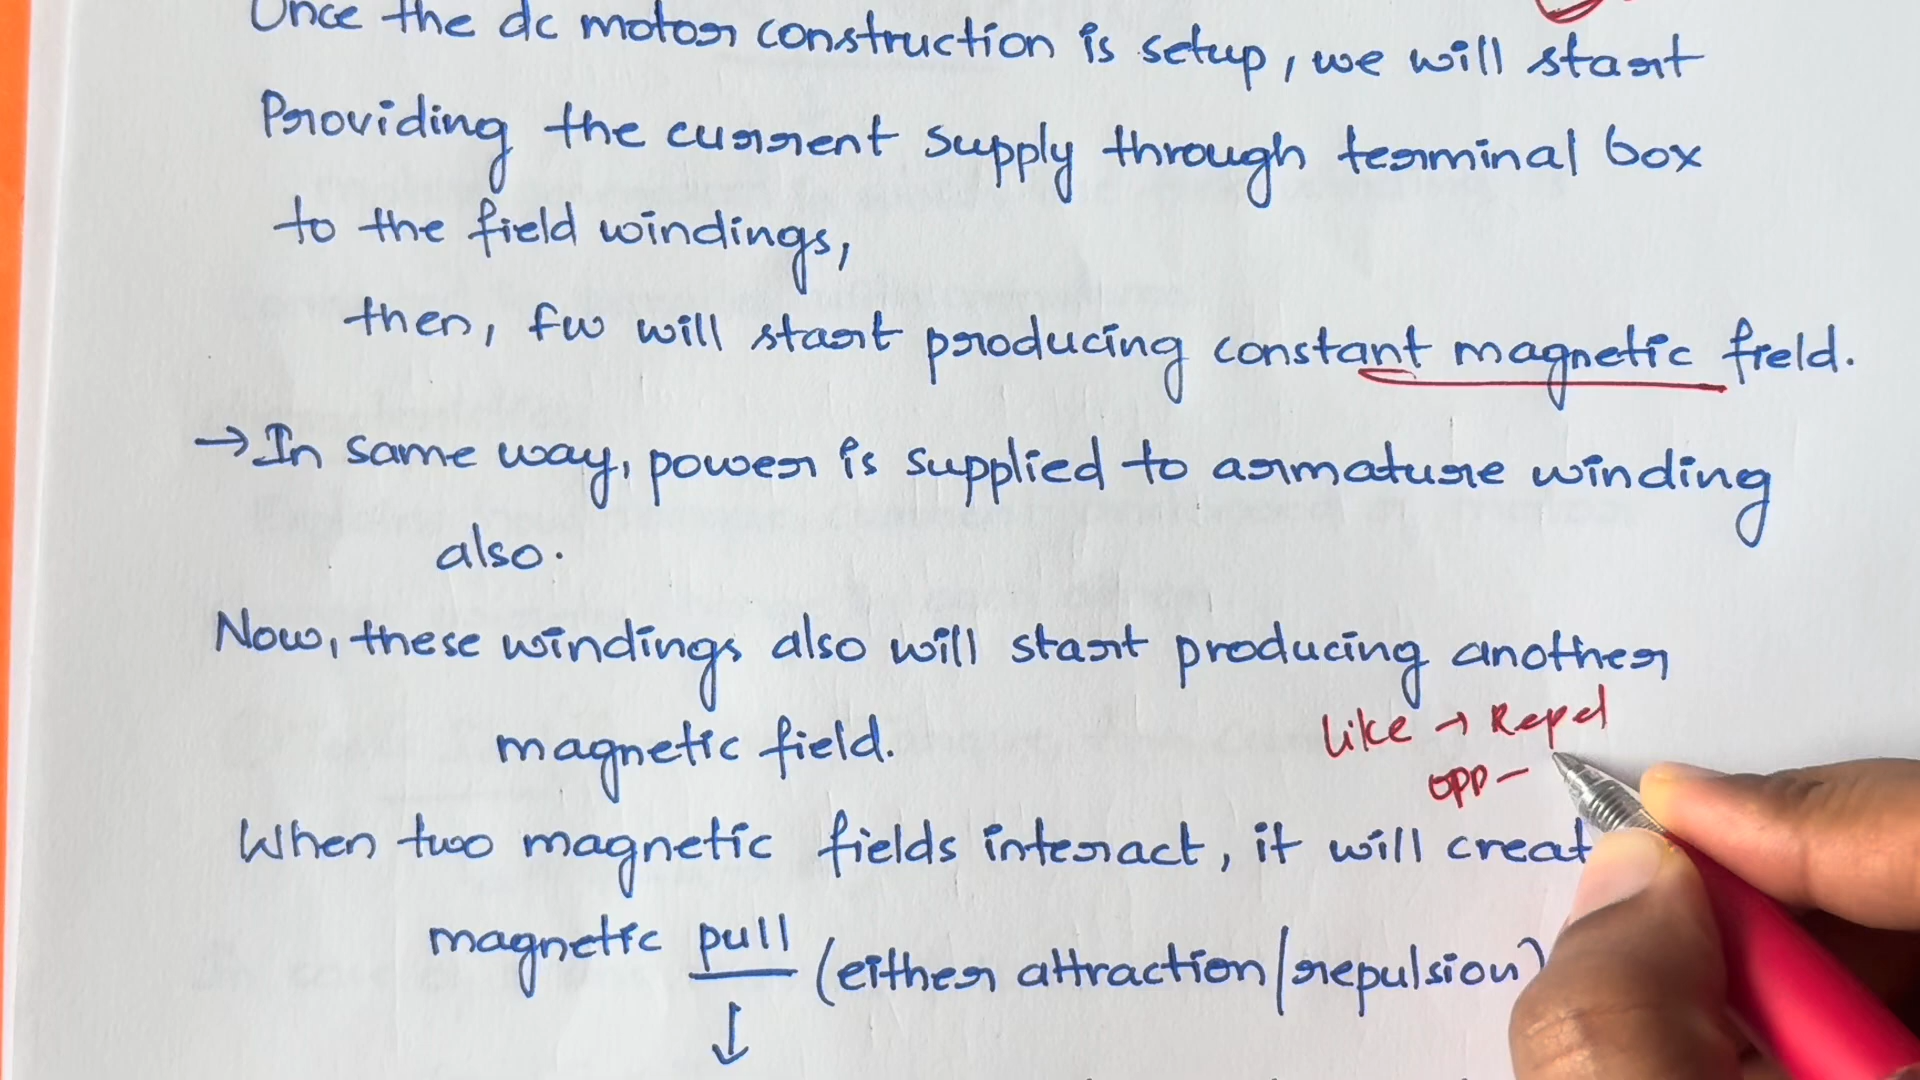 Once the dc motor construction is setup, we will start
Providing the current supply through terminal box
to the field windings,
then, fw will start producing constant magnetic field.
→ In same way, power is supplied to armature winding
also.
Now, these windings also will start producing another
magnetic field.
Like → Repel
opp –
When two magnetic fields interact, it will creat
magnetic pull (either attraction/repulsion)
↓